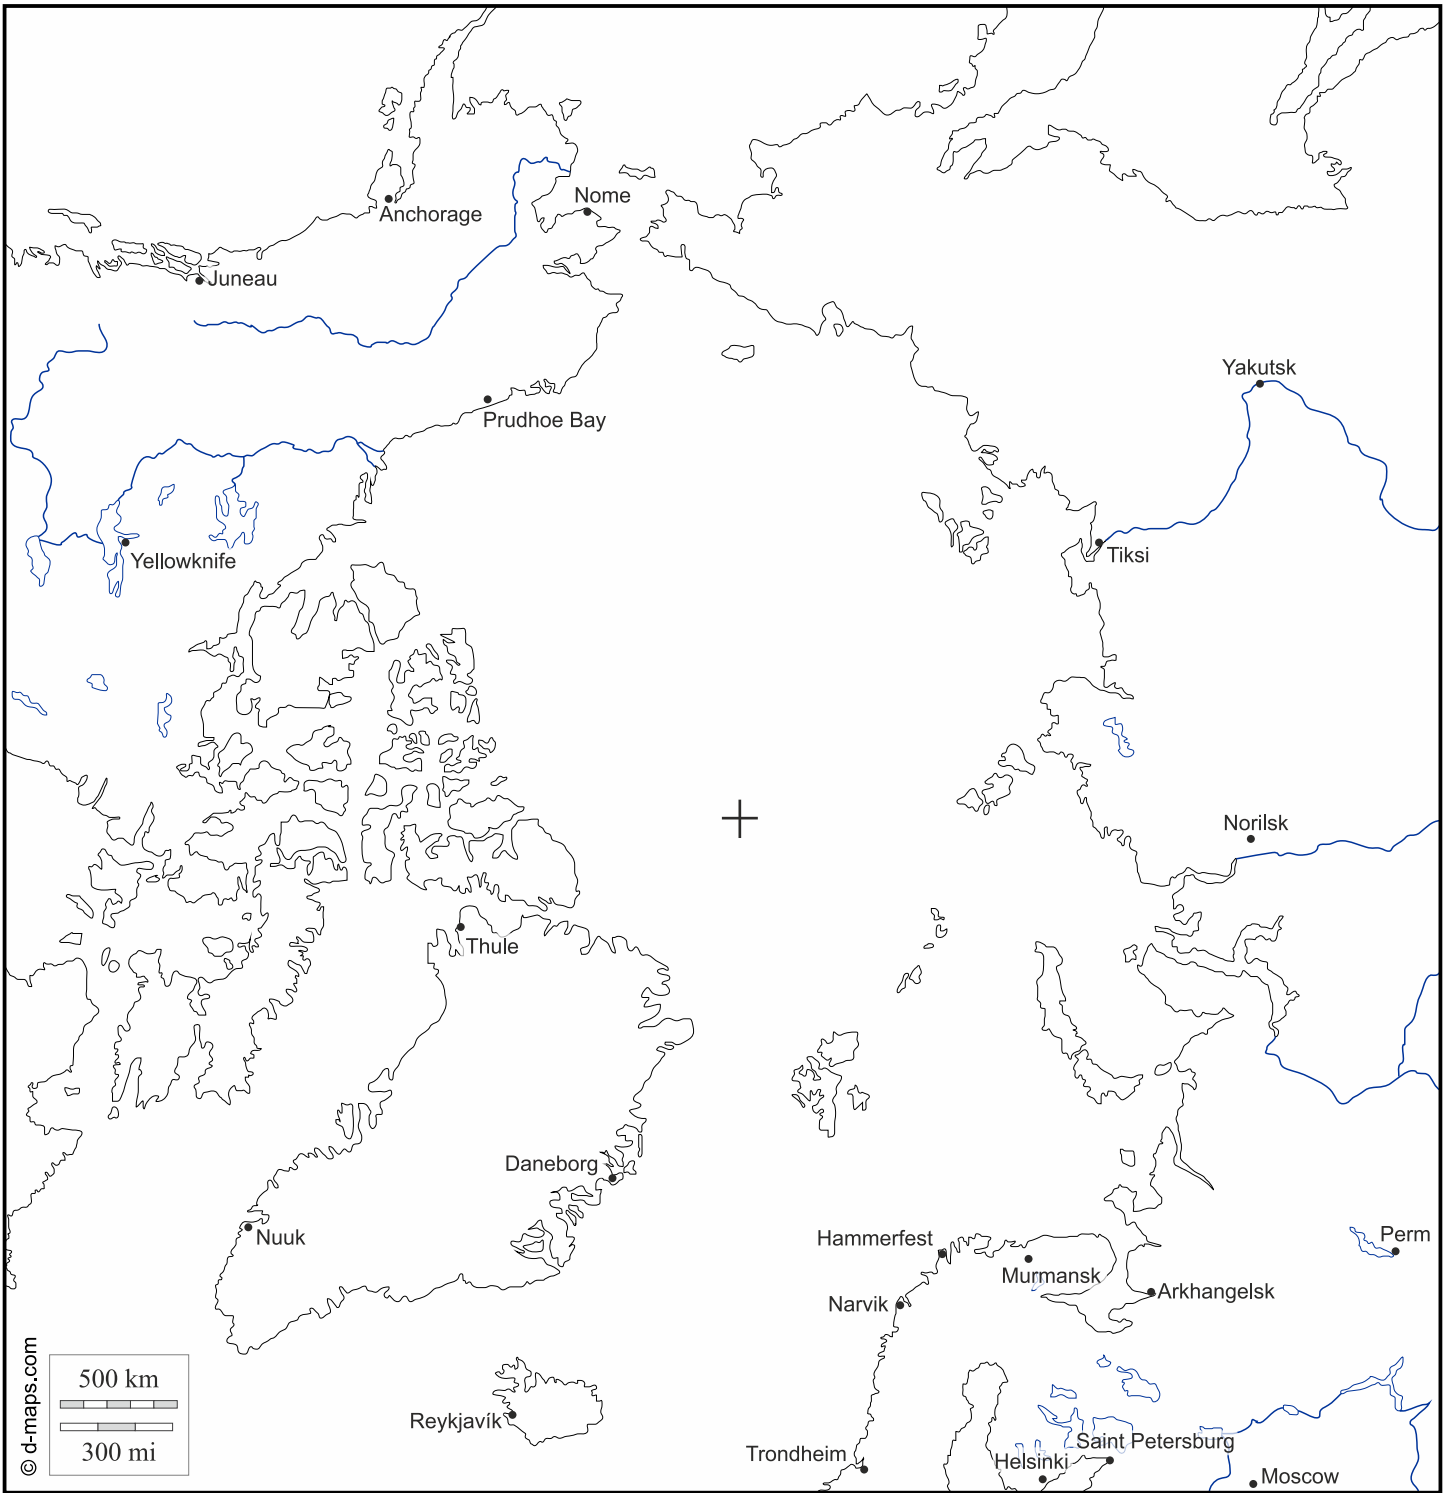 Nome
Anchorage
Juneau
Yakutsk
Prudhoe Bay
Yellowknife
Tiksi
Norilsk
Thule
Daneborg
Nuuk
Hammerfest
Perm
Murmansk
Arkhangelsk
Narvik
© d-maps.com
500 km
300 mi
Reykjavík
Trondheim
Saint Petersburg
Helsinki
Moscow